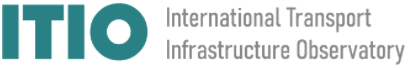 ITIO
International Transport
Infrastructure Observatory